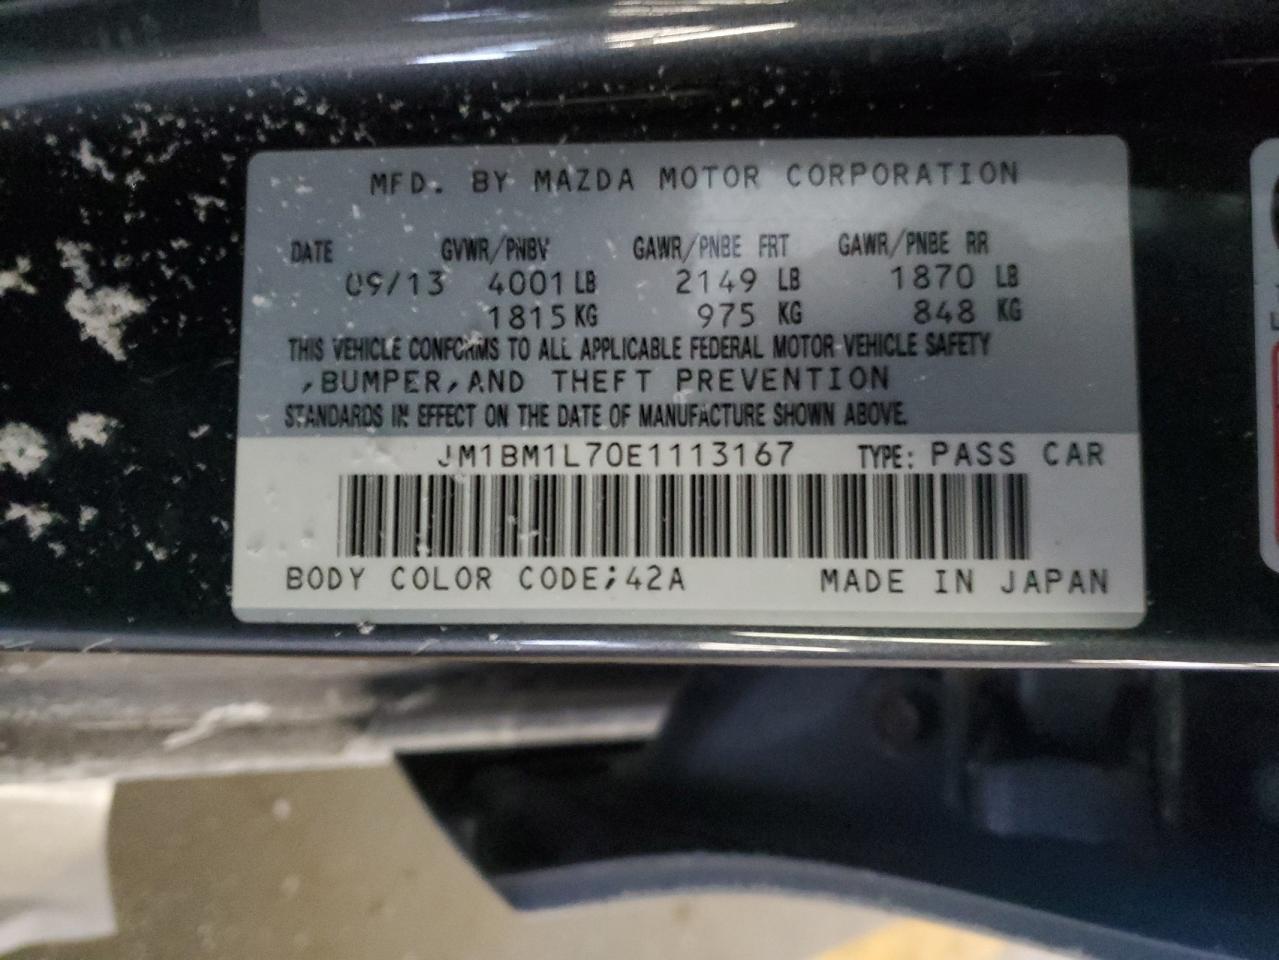 MFD. BY MAZDA MOTOR CORPORATION
DATE GVWR/PNBV GAWR/PNBE FRT GAWR/PNBE RR
09/13 4001 LB 2149 LB 1870 LB
1815 KG 975 KG 848 KG
THIS VEHICLE CONFORMS TO ALL APPLICABLE FEDERAL MOTOR VEHICLE SAFETY
,BUMPER,AND THEFT PREVENTION
STANDARDS IN EFFECT ON THE DATE OF MANUFACTURE SHOWN ABOVE.
JM1BM1L70E1113167 TYPE: PASS CAR
BODY COLOR CODE;42A MADE IN JAPAN